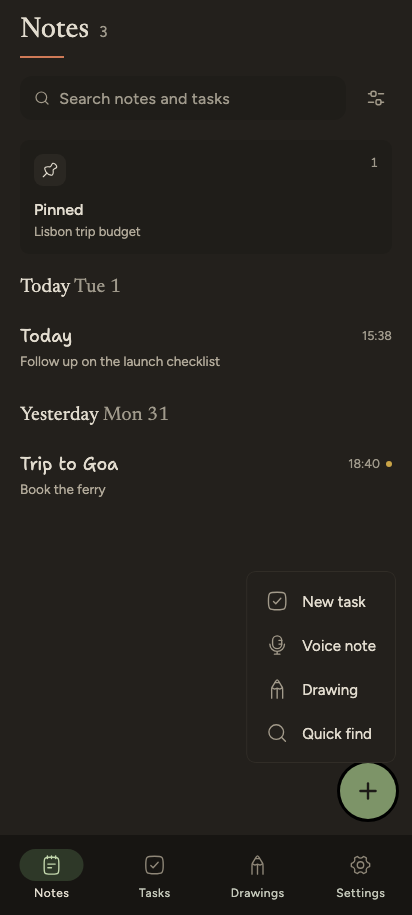 Notes 3
Search notes and tasks
1
Pinned
Lisbon trip budget
Today Tue 1
Today 15:38
Follow up on the launch checklist
Yesterday Mon 31
Trip to Goa 18:40
Book the ferry
New task
Voice note
Drawing
Quick find
Notes Tasks Drawings Settings